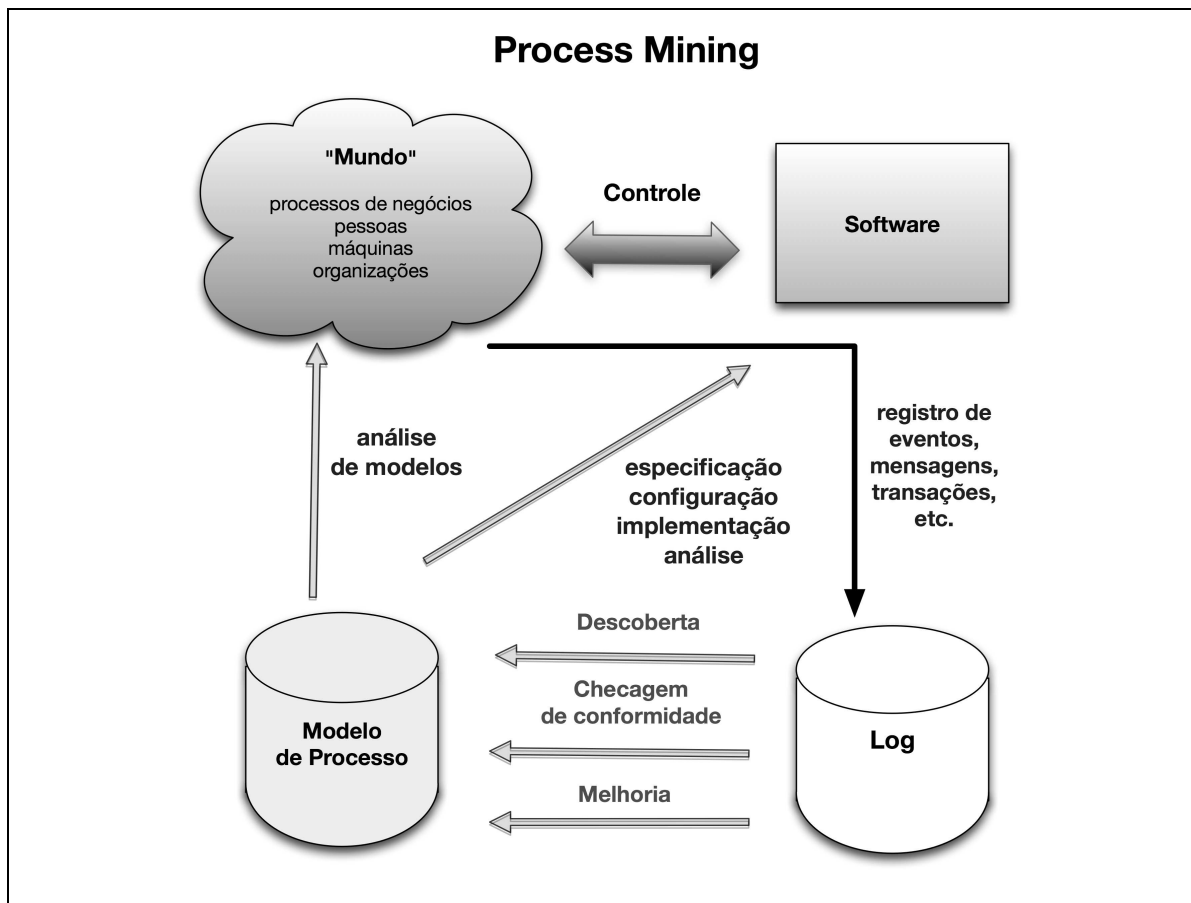 Process Mining
"Mundo"
processos de negócios
pessoas
máquinas
organizações
Controle
Software
análise
de modelos
especificação
configuração
implementação
análise
registro de
eventos,
mensagens,
transações,
etc.
Descoberta
Checagem
de conformidade
Melhoria
Modelo
de Processo
Log